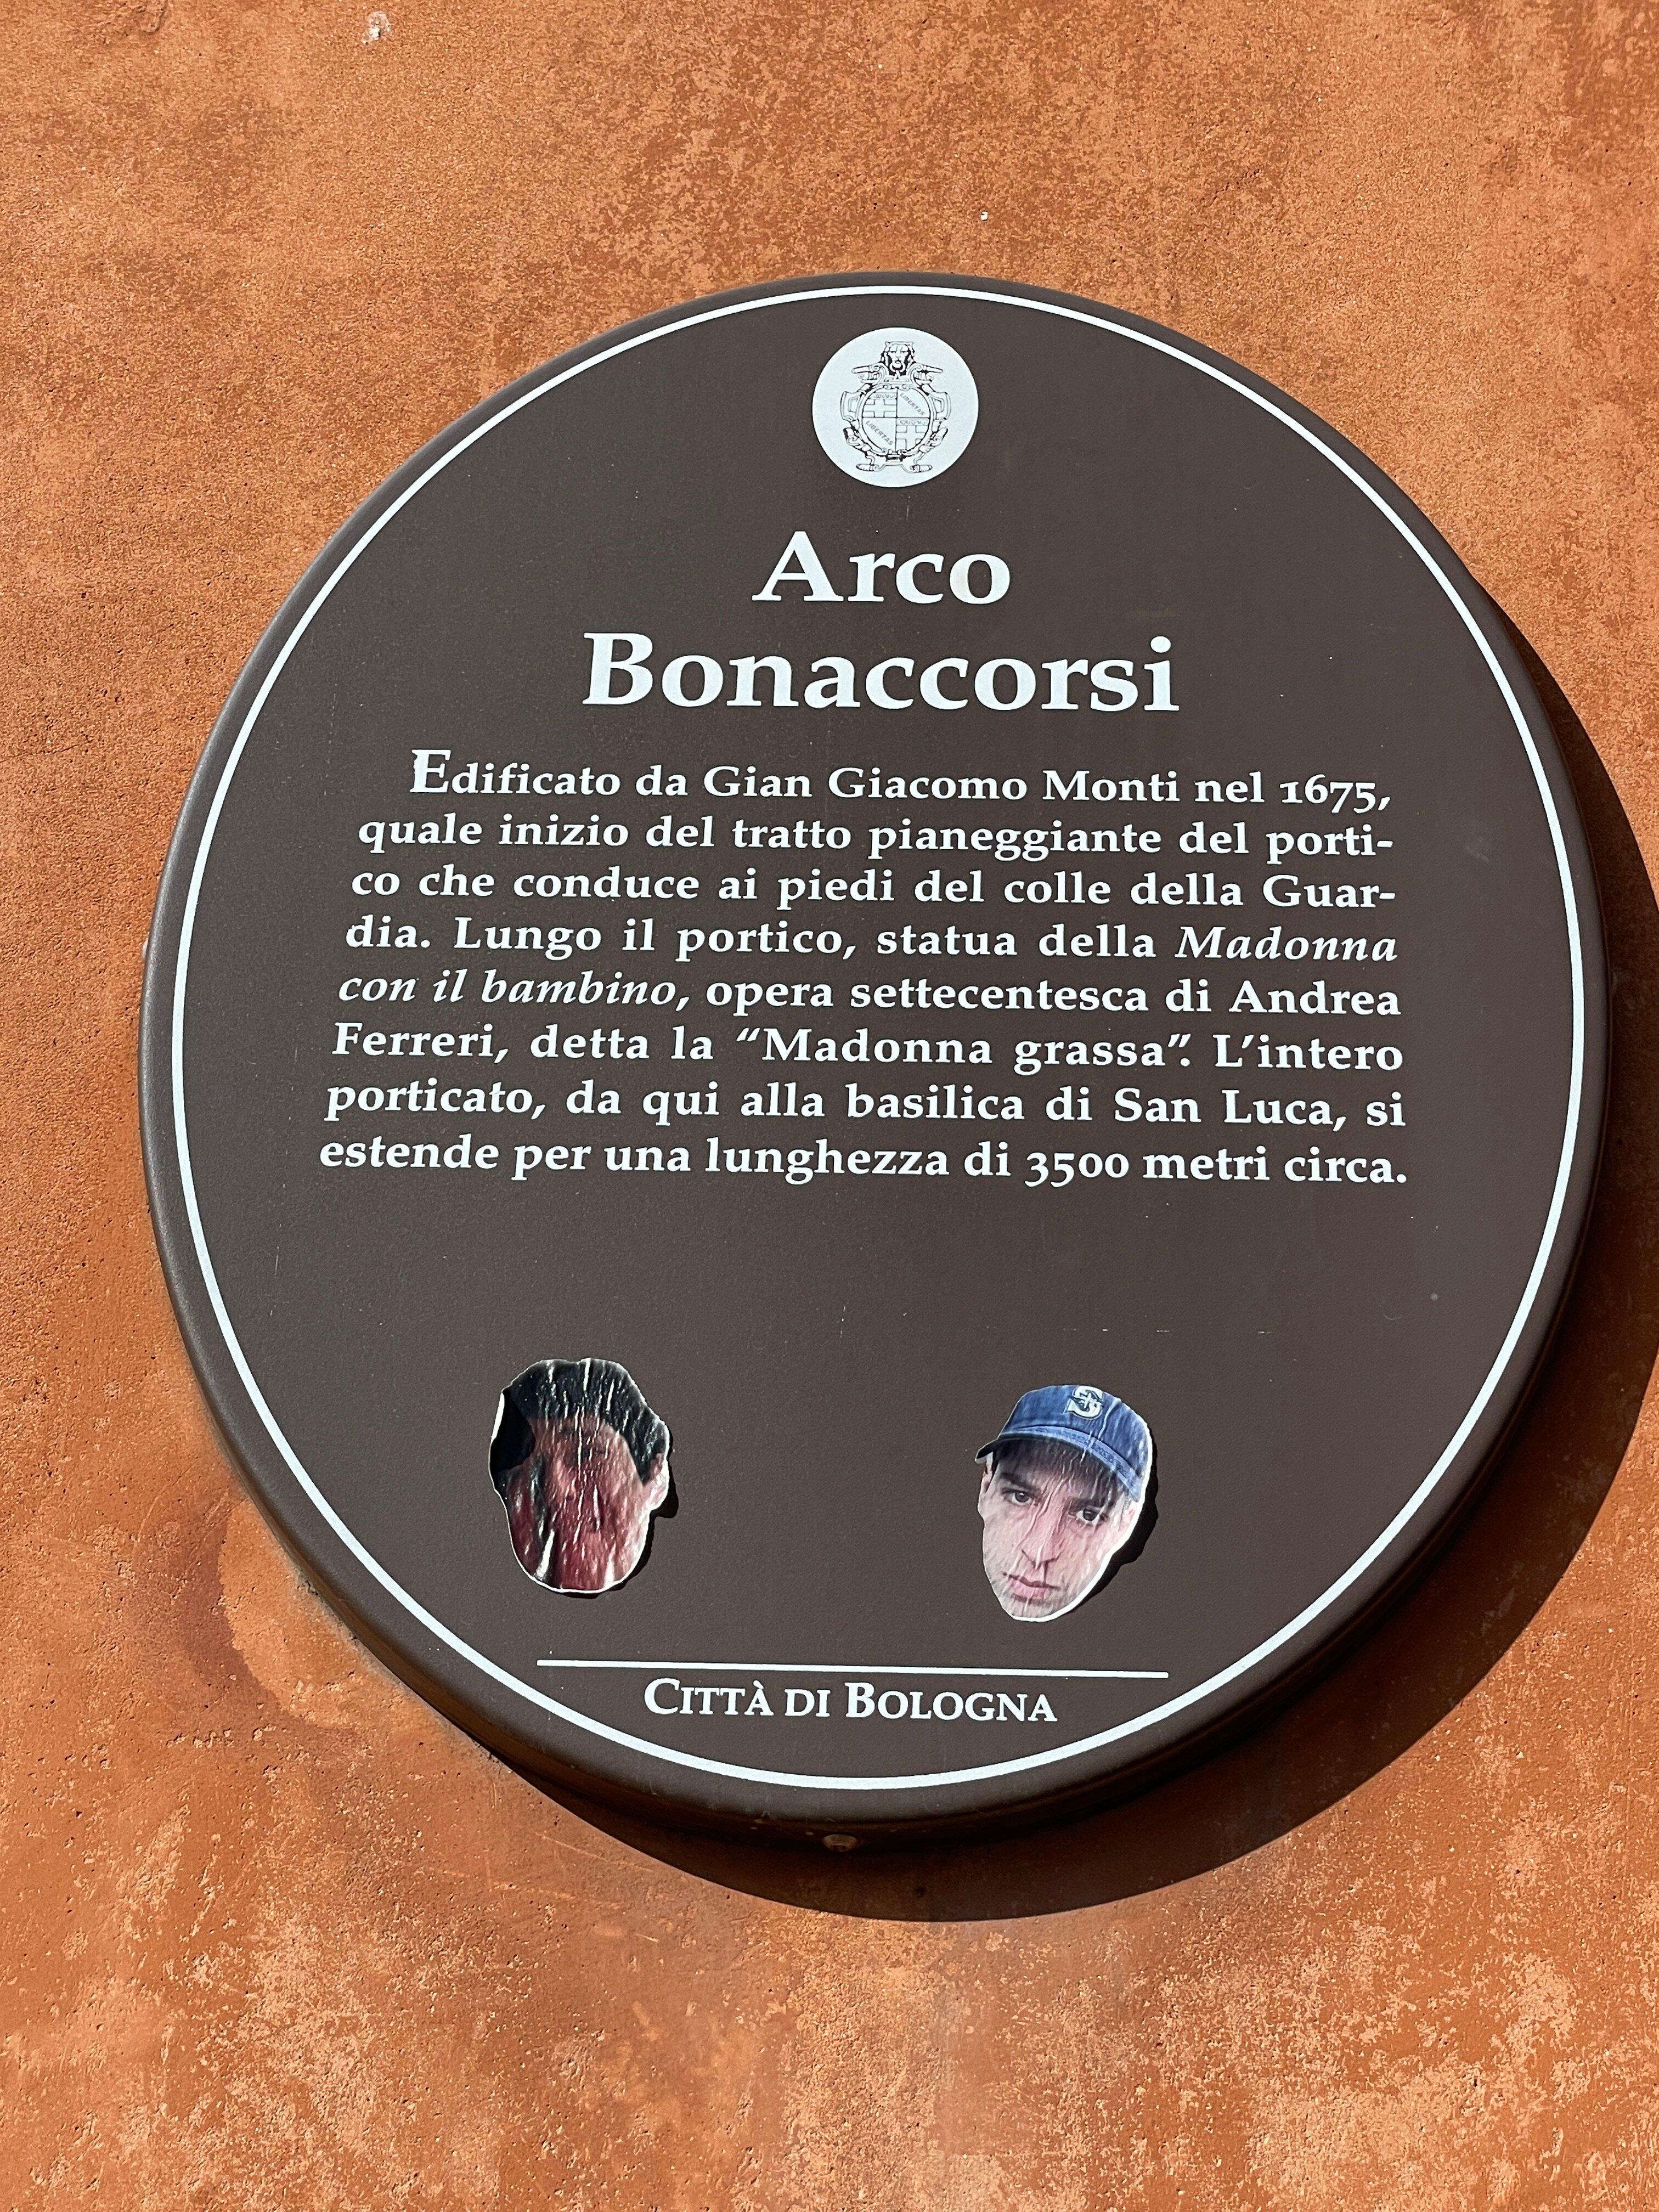 LIBERTAS
LIBERTAS
Arco
Bonaccorsi
Edificato da Gian Giacomo Monti nel 1675,
quale inizio del tratto pianeggiante del porti-
co che conduce ai piedi del colle della Guar-
dia. Lungo il portico, statua della Madonna
con il bambino, opera settecentesca di Andrea
Ferreri, detta la “Madonna grassa”. L’intero
porticato, da qui alla basilica di San Luca, si
estende per una lunghezza di 3500 metri circa.
S
CITTÀ DI BOLOGNA